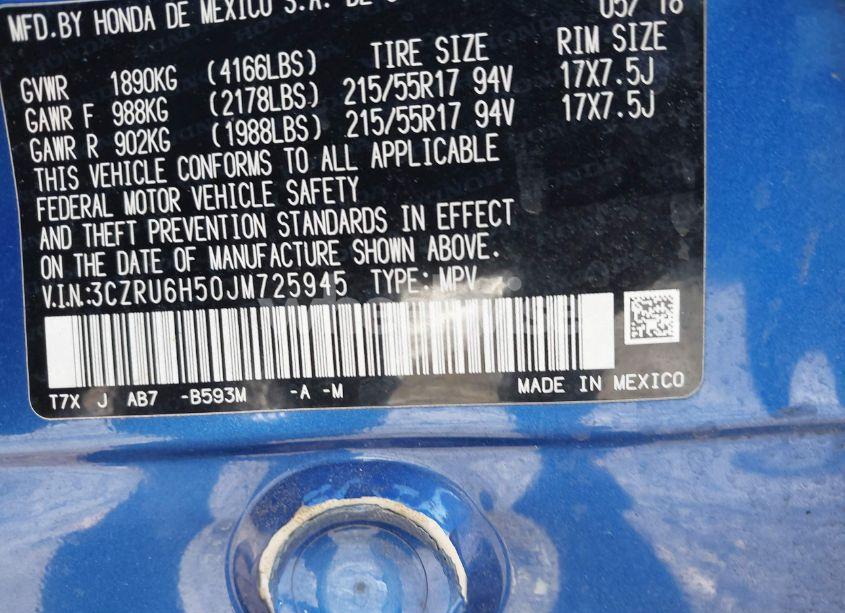 MFD.BY HONDA DE MEXICO S.A. DE
05/18
TIRE SIZE RIM SIZE
GVWR 1890KG (4166LBS)
GAWR F 988KG (2178LBS) 215/55R17 94V 17X7.5J
GAWR R 902KG (1988LBS) 215/55R17 94V 17X7.5J
THIS VEHICLE CONFORMS TO ALL APPLICABLE
FEDERAL MOTOR VEHICLE SAFETY
AND THEFT PREVENTION STANDARDS IN EFFECT
ON THE DATE OF MANUFACTURE SHOWN ABOVE.
V.I.N.:3CZRU6H50JM725945 TYPE: MPV
T7X J AB7 -B593M -A -M MADE IN MEXICO